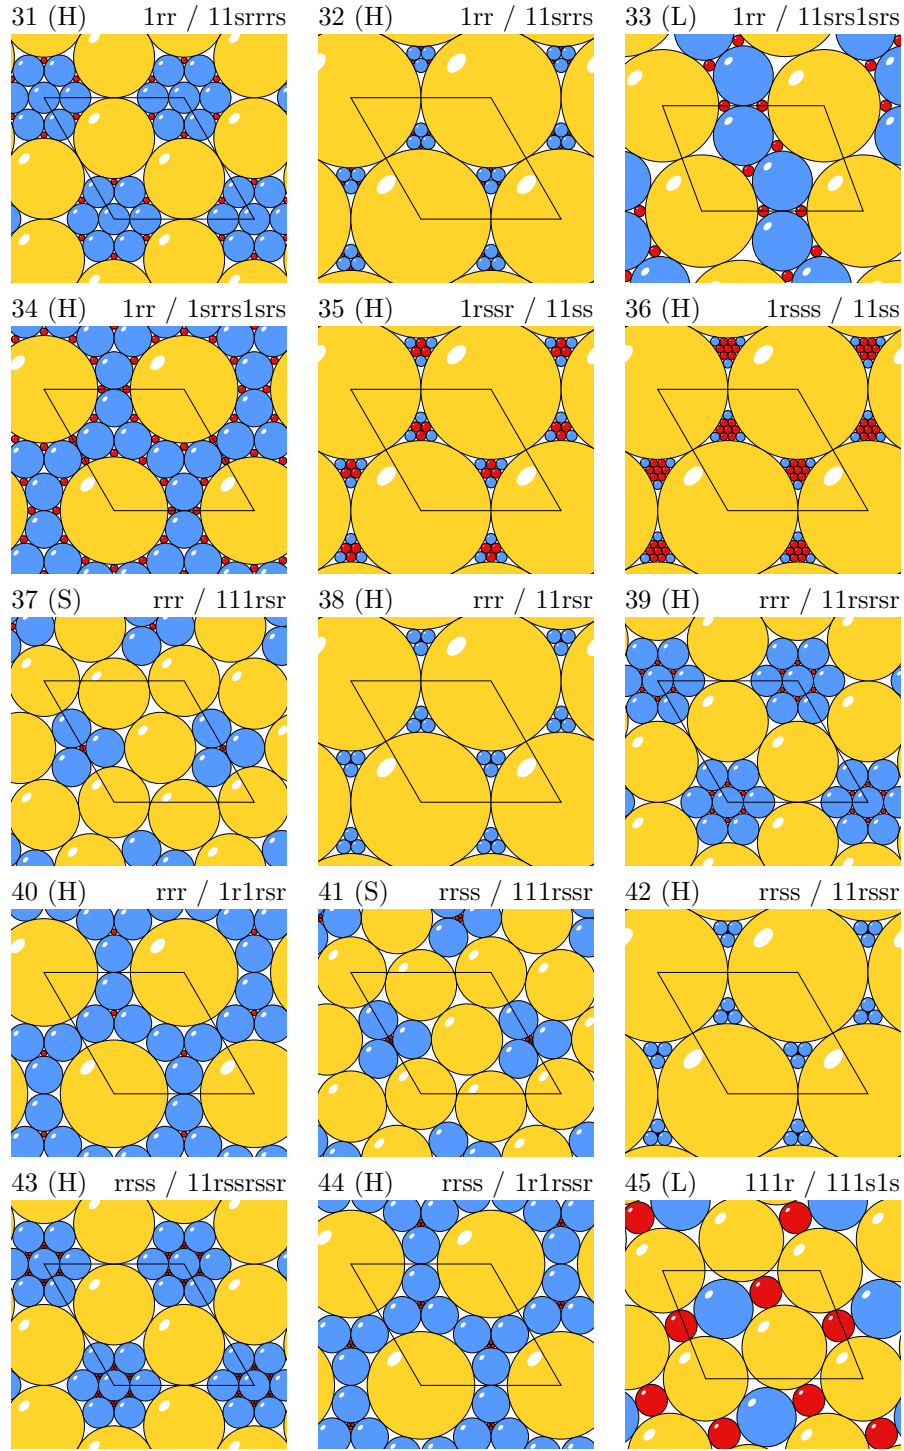 31 (H) 1rr / 11srrrs
32 (H) 1rr / 11srrs
33 (L) 1rr / 11srs1srs
34 (H) 1rr / 1srrs1srs
35 (H) 1rssr / 11ss
36 (H) 1rsss / 11ss
37 (S) rrr / 111rsr
38 (H) rrr / 11rsr
39 (H) rrr / 11rsrsr
40 (H) rrr / 1r1rsr
41 (S) rrss / 111rssr
42 (H) rrss / 11rssr
43 (H) rrss / 11rssrssr
44 (H) rrss / 1r1rssr
45 (L) 111r / 111s1s